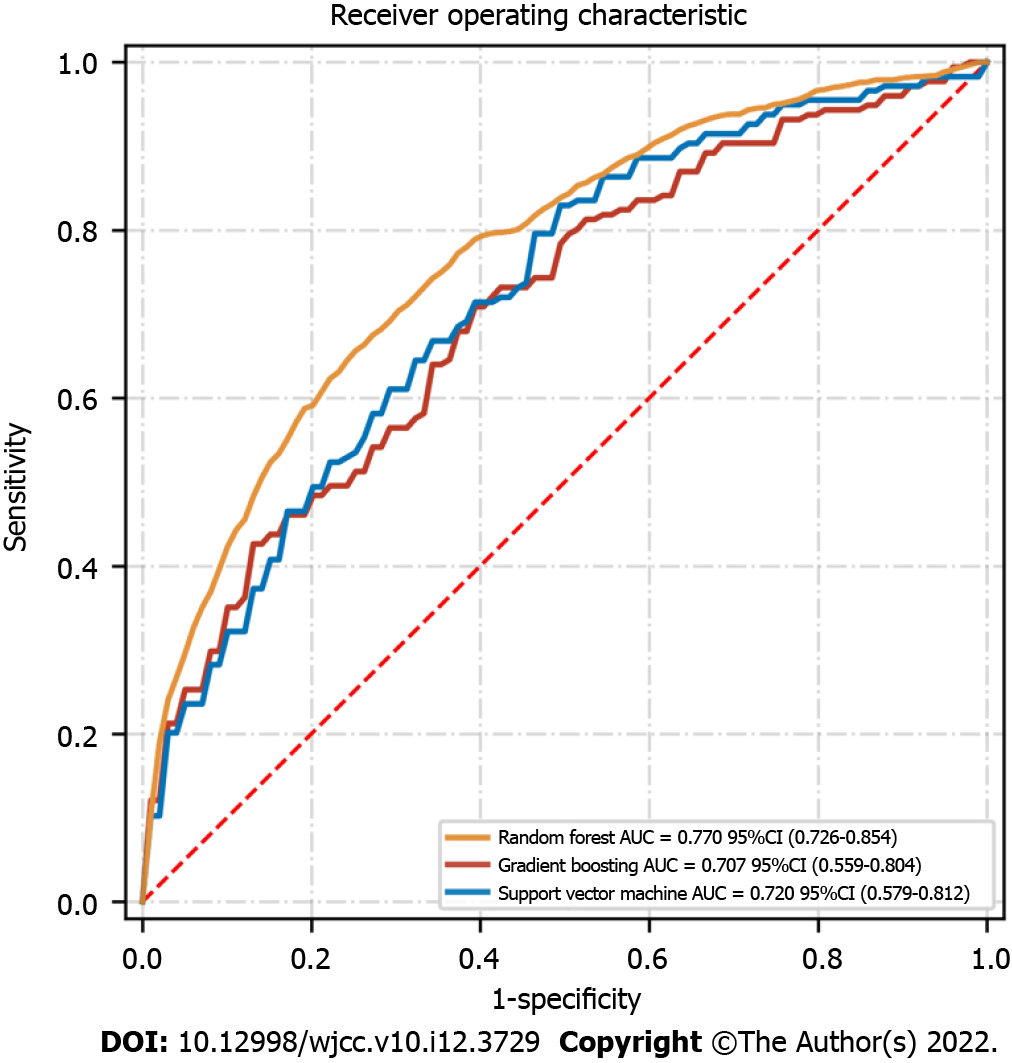 Receiver operating characteristic
1.0
0.8
0.6
0.4
0.2
0.0
Sensitivity
Random forest AUC = 0.770 95%CI (0.726-0.854)
Gradient boosting AUC = 0.707 95%CI (0.559-0.804)
Support vector machine AUC = 0.720 95%CI (0.579-0.812)
0.0 0.2 0.4 0.6 0.8 1.0
1-specificity
DOI: 10.12998/wjcc.v10.i12.3729 Copyright ©The Author(s) 2022.